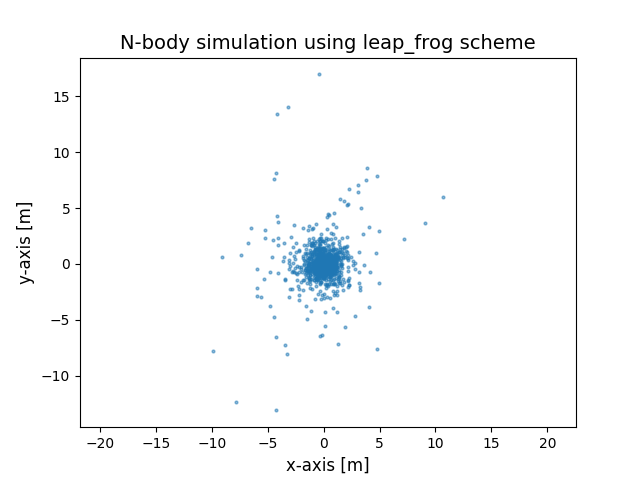 N-body simulation using leap_frog scheme
15
10
5
0
−5
−10
y-axis [m]
−20 −15 −10 −5 0 5 10 15 20
x-axis [m]